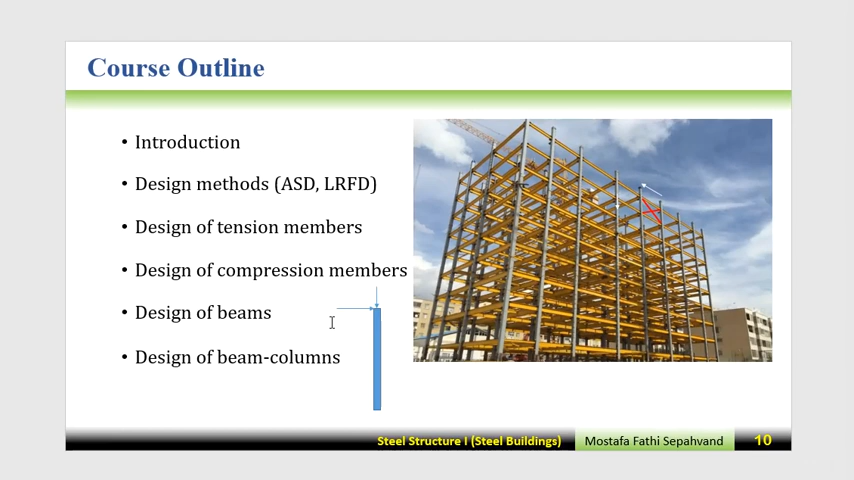 Course Outline
• Introduction
• Design methods (ASD, LRFD)
• Design of tension members
• Design of compression members
• Design of beams
• Design of beam-columns
Steel Structure I (Steel Buildings) Mostafa Fathi Sepahvand 10